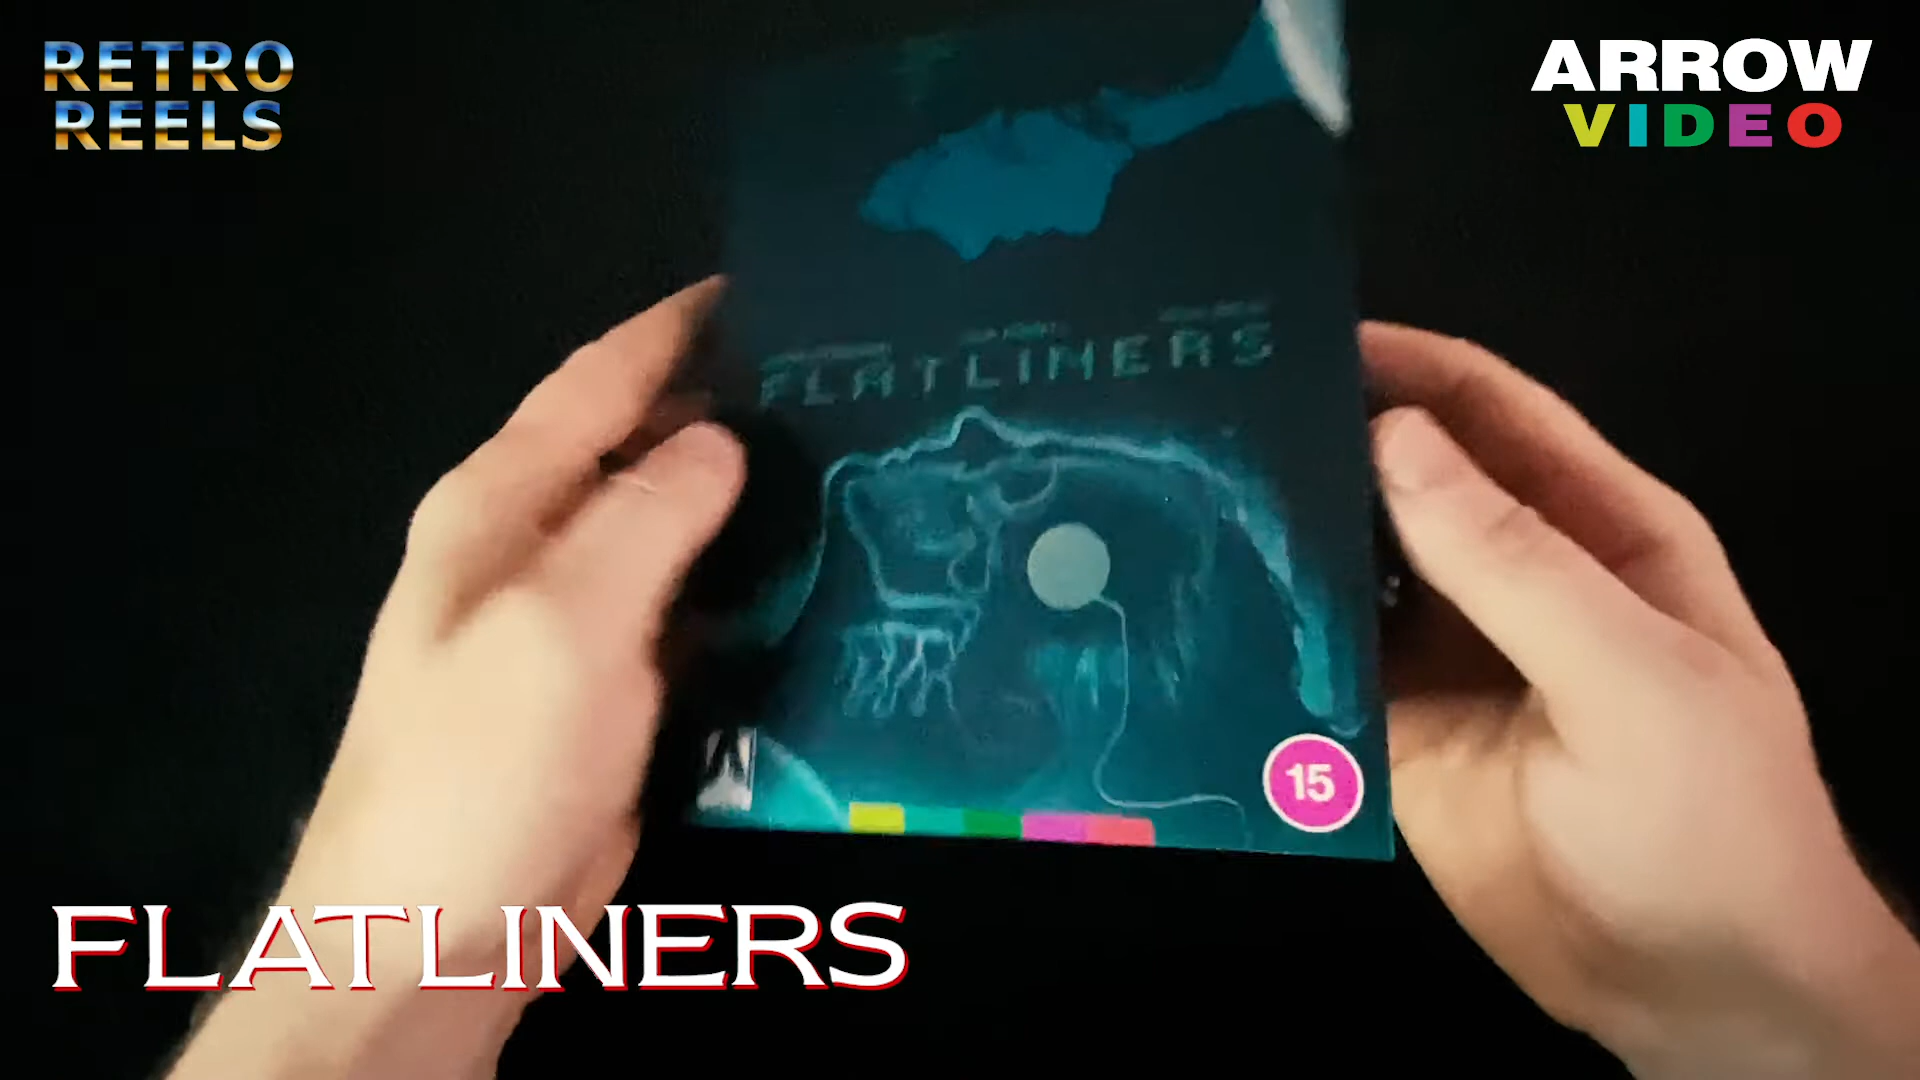 RETRO
REELS
ARROW
VIDEO
FLATLINERS
15
FLATLINERS